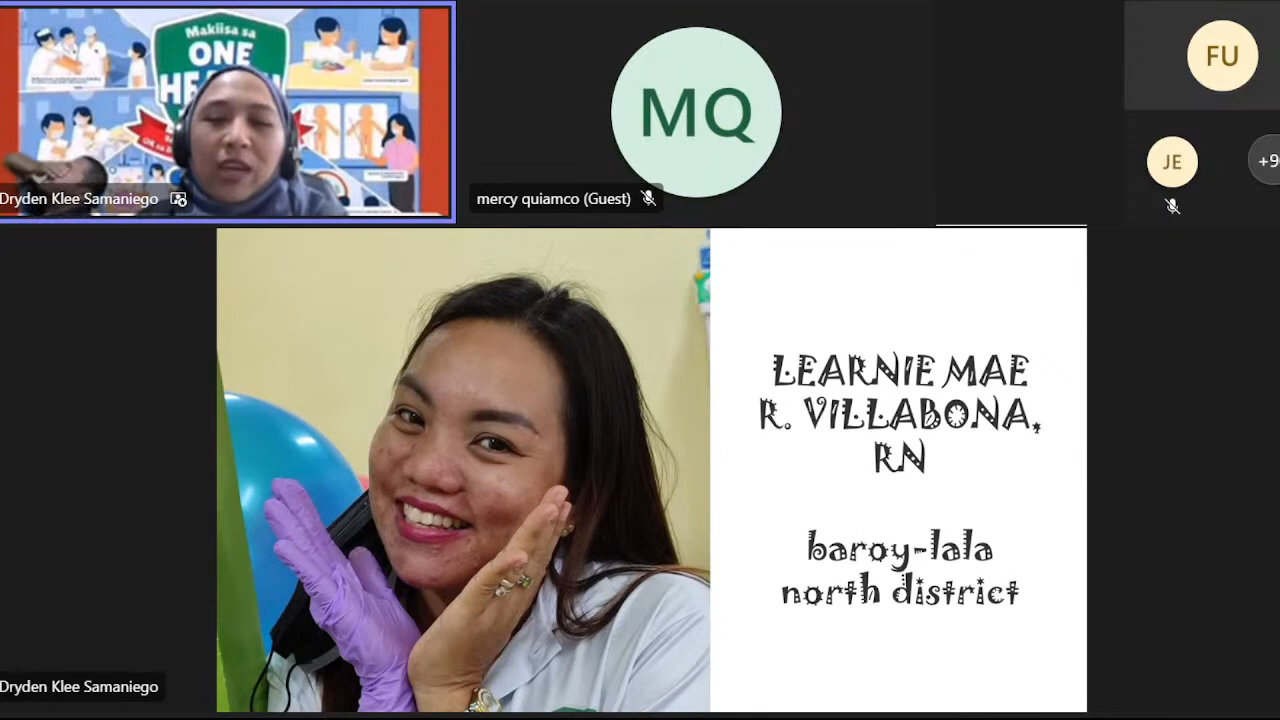 Makiisa sa
ONE
Dryden Klee Samaniego
MQ
mercy quiamco (Guest)
FU
JE
LEARNIE MAE
R. VILLABONA,
RN
baroy-lala
north district
Dryden Klee Samaniego